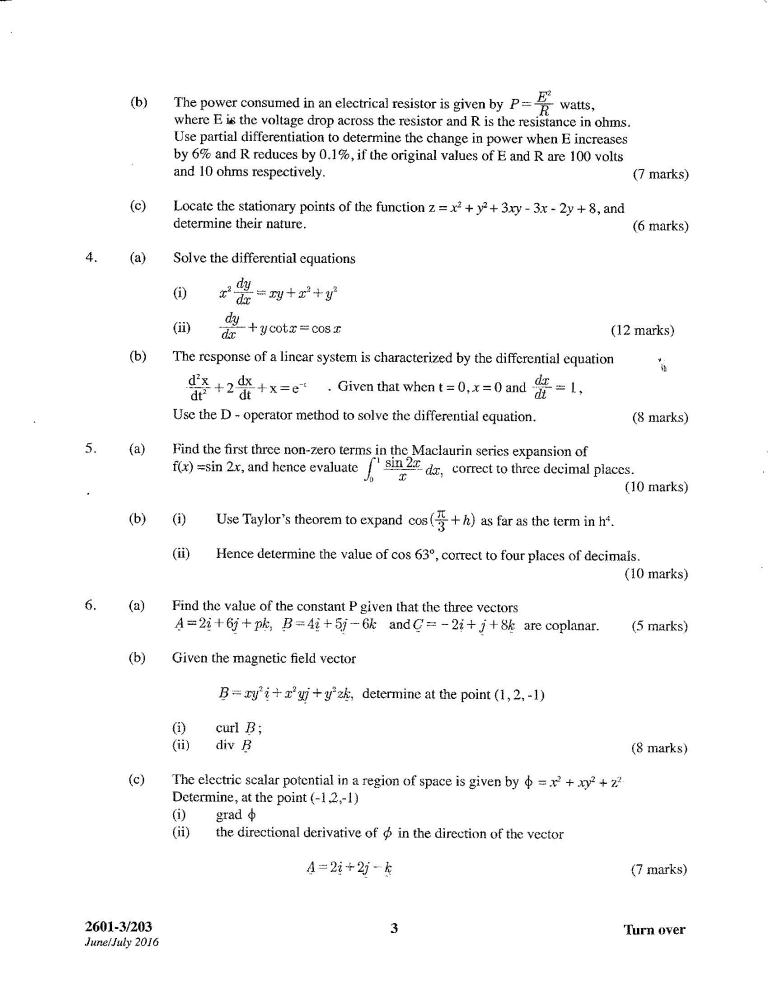 (b) The power consumed in an electrical resistor is given by P = E²/R watts,
where E is the voltage drop across the resistor and R is the resistance in ohms.
Use partial differentiation to determine the change in power when E increases
by 6% and R reduces by 0.1%, if the original values of E and R are 100 volts
and 10 ohms respectively. (7 marks)
(c) Locate the stationary points of the function z = x² + y² + 3xy - 3x - 2y + 8, and
determine their nature. (6 marks)
4. (a) Solve the differential equations
(i) x² dy/dx = xy + x² + y²
(ii) dy/dx + y cot x = cos x (12 marks)
(b) The response of a linear system is characterized by the differential equation
d²x/dt² + 2 dx/dt + x = e⁻ᵗ . Given that when t = 0, x = 0 and dx/dt = 1,
Use the D - operator method to solve the differential equation. (8 marks)
5. (a) Find the first three non-zero terms in the Maclaurin series expansion of
f(x) =sin 2x, and hence evaluate ∫₀¹ sin 2x/x dx, correct to three decimal places.
(10 marks)
(b) (i) Use Taylor's theorem to expand cos(π/3 + h) as far as the term in h⁴.
(ii) Hence determine the value of cos 63°, correct to four places of decimals.
(10 marks)
6. (a) Find the value of the constant P given that the three vectors
A = 2i + 6j + pk, B = 4i + 5j - 6k and C = - 2i + j + 8k are coplanar. (5 marks)
(b) Given the magnetic field vector
B = xy²i + x²yj + y²zk, determine at the point (1, 2, -1)
(i) curl B;
(ii) div B (8 marks)
(c) The electric scalar potential in a region of space is given by ϕ = x² + xy² + z²
Determine, at the point (-1,2,-1)
(i) grad ϕ
(ii) the directional derivative of ϕ in the direction of the vector
A = 2i + 2j - k (7 marks)
2601-3/203 3 Turn over
June/July 2016